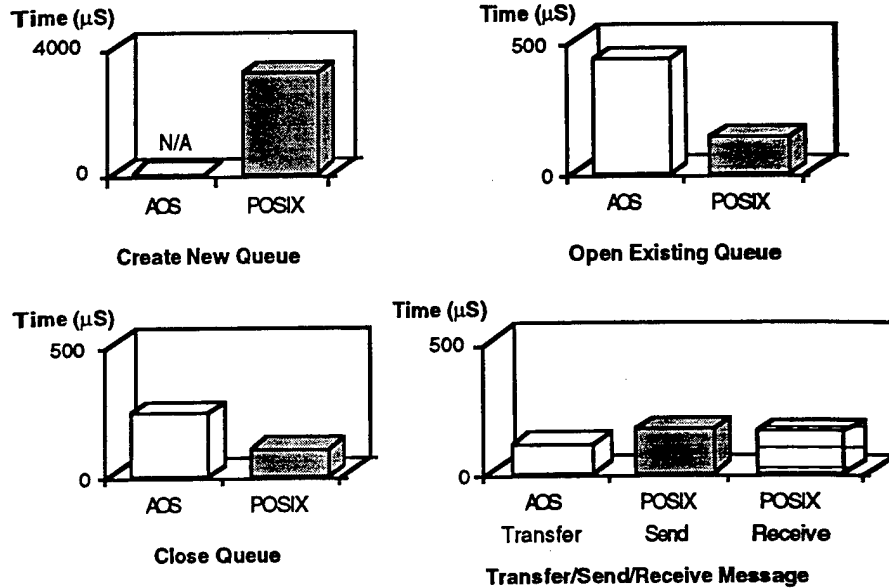 Time (μS)
4000
N/A
0
AOS POSIX
Create New Queue
Time (μS)
500
0
AOS POSIX
Open Existing Queue
Time (μS)
500
0
AOS POSIX
Close Queue
Time (μS)
500
0
AOS POSIX POSIX
Transfer Send Receive
Transfer/Send/Receive Message